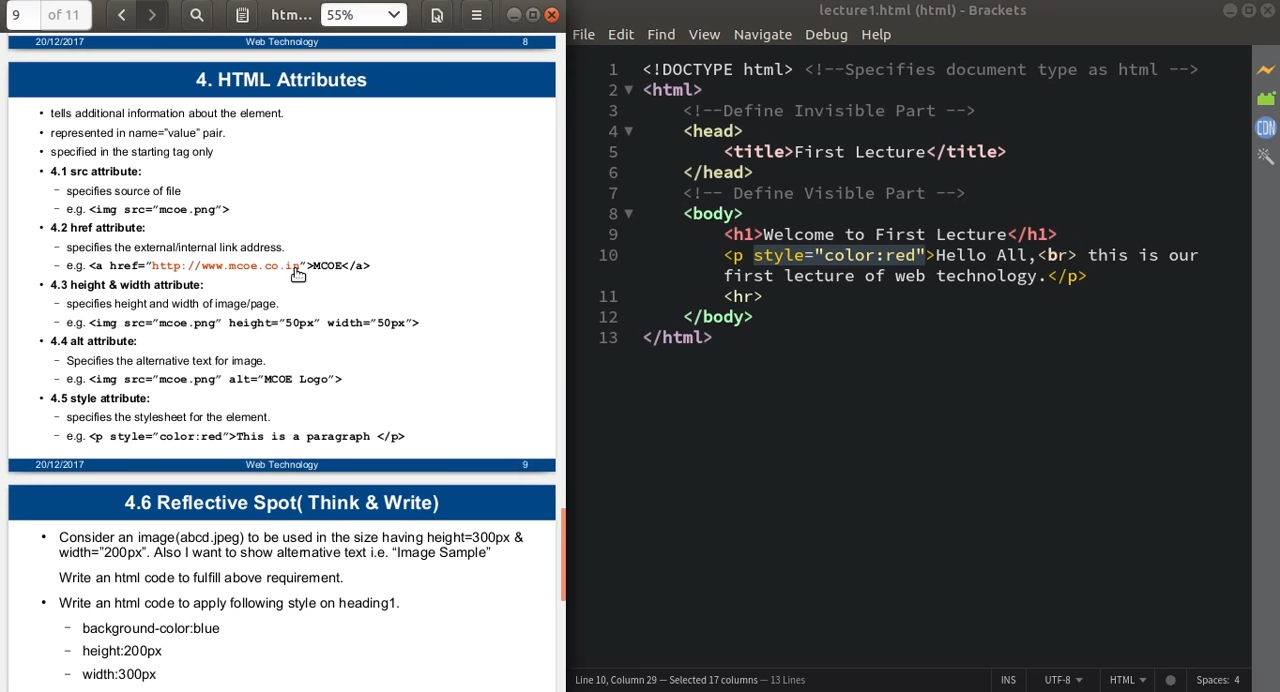 9 of 11 htm... 55%
20/12/2017 Web Technology 8
4. HTML Attributes
• tells additional information about the element.
• represented in name="value" pair.
• specified in the starting tag only
• 4.1 src attribute:
– specifies source of file
– e.g. <img src="mcoe.png">
• 4.2 href attribute:
– specifies the external/internal link address.
– e.g. <a href="http://www.mcoe.co.in">MCOE</a>
• 4.3 height & width attribute:
– specifies height and width of image/page.
– e.g. <img src="mcoe.png" height="50px" width="50px">
• 4.4 alt attribute:
– Specifies the alternative text for image.
– e.g. <img src="mcoe.png" alt="MCOE Logo">
• 4.5 style attribute:
– specifies the stylesheet for the element.
– e.g. <p style="color:red">This is a paragraph </p>
20/12/2017 Web Technology 9
4.6 Reflective Spot( Think & Write)
• Consider an image(abcd.jpeg) to be used in the size having height=300px &
width="200px". Also I want to show alternative text i.e. “Image Sample”
Write an html code to fulfill above requirement.
• Write an html code to apply following style on heading1.
– background-color:blue
– height:200px
– width:300px
lecture1.html (html) - Brackets
File Edit Find View Navigate Debug Help
1 <!DOCTYPE html> <!--Specifies document type as html -->
2 <html>
3 <!--Define Invisible Part -->
4 <head>
5 <title>First Lecture</title>
6 </head>
7 <!-- Define Visible Part -->
8 <body>
9 <h1>Welcome to First Lecture</h1>
10 <p style="color:red">Hello All,<br> this is our
first lecture of web technology.</p>
11 <hr>
12 </body>
13 </html>
CDN
Line 10, Column 29 — Selected 17 columns — 13 Lines INS UTF-8 HTML Spaces: 4